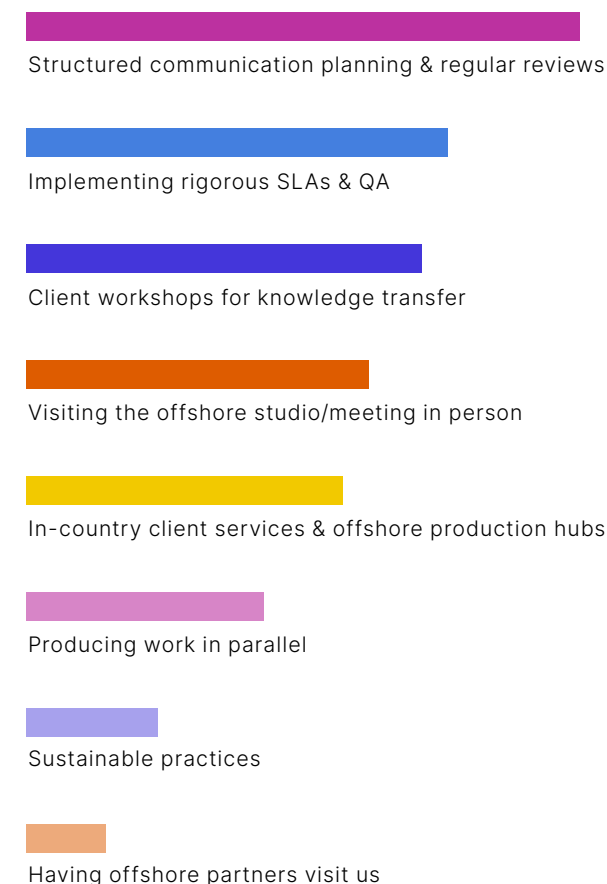 Structured communication planning & regular reviews
Implementing rigorous SLAs & QA
Client workshops for knowledge transfer
Visiting the offshore studio/meeting in person
In-country client services & offshore production hubs
Producing work in parallel
Sustainable practices
Having offshore partners visit us